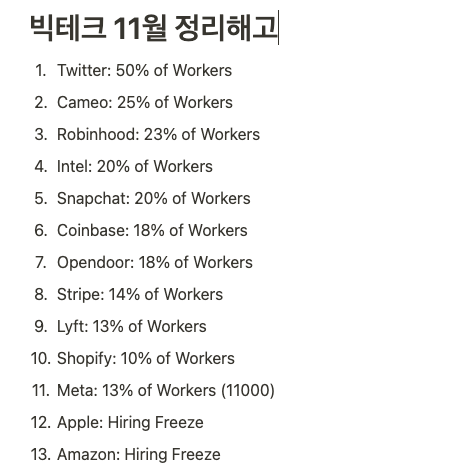 빅테크 11월 정리해고
1. Twitter: 50% of Workers
2. Cameo: 25% of Workers
3. Robinhood: 23% of Workers
4. Intel: 20% of Workers
5. Snapchat: 20% of Workers
6. Coinbase: 18% of Workers
7. Opendoor: 18% of Workers
8. Stripe: 14% of Workers
9. Lyft: 13% of Workers
10. Shopify: 10% of Workers
11. Meta: 13% of Workers (11000)
12. Apple: Hiring Freeze
13. Amazon: Hiring Freeze